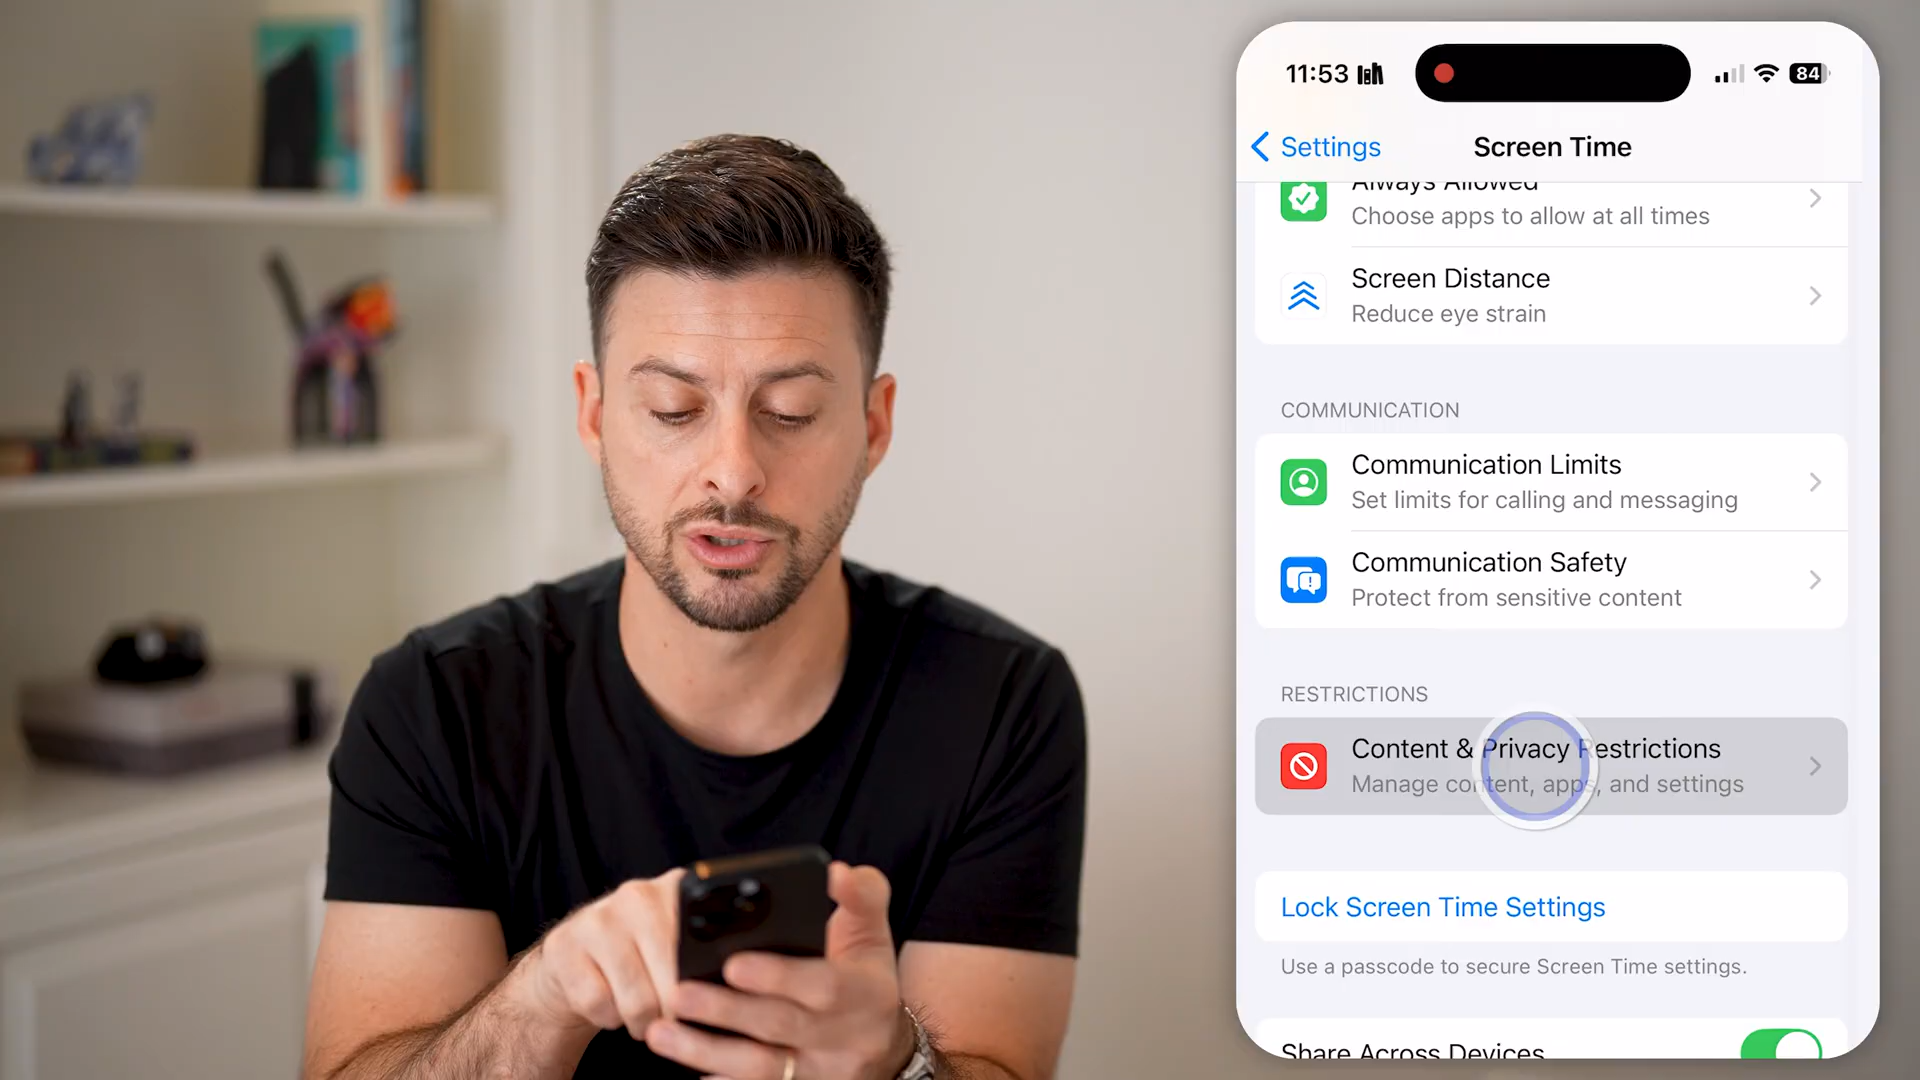 11:53
84
Settings
Screen Time
Always Allowed
Choose apps to allow at all times
Screen Distance
Reduce eye strain
COMMUNICATION
Communication Limits
Set limits for calling and messaging
Communication Safety
Protect from sensitive content
RESTRICTIONS
Content & Privacy Restrictions
Manage content, apps, and settings
Lock Screen Time Settings
Use a passcode to secure Screen Time settings.
Share Across Devices